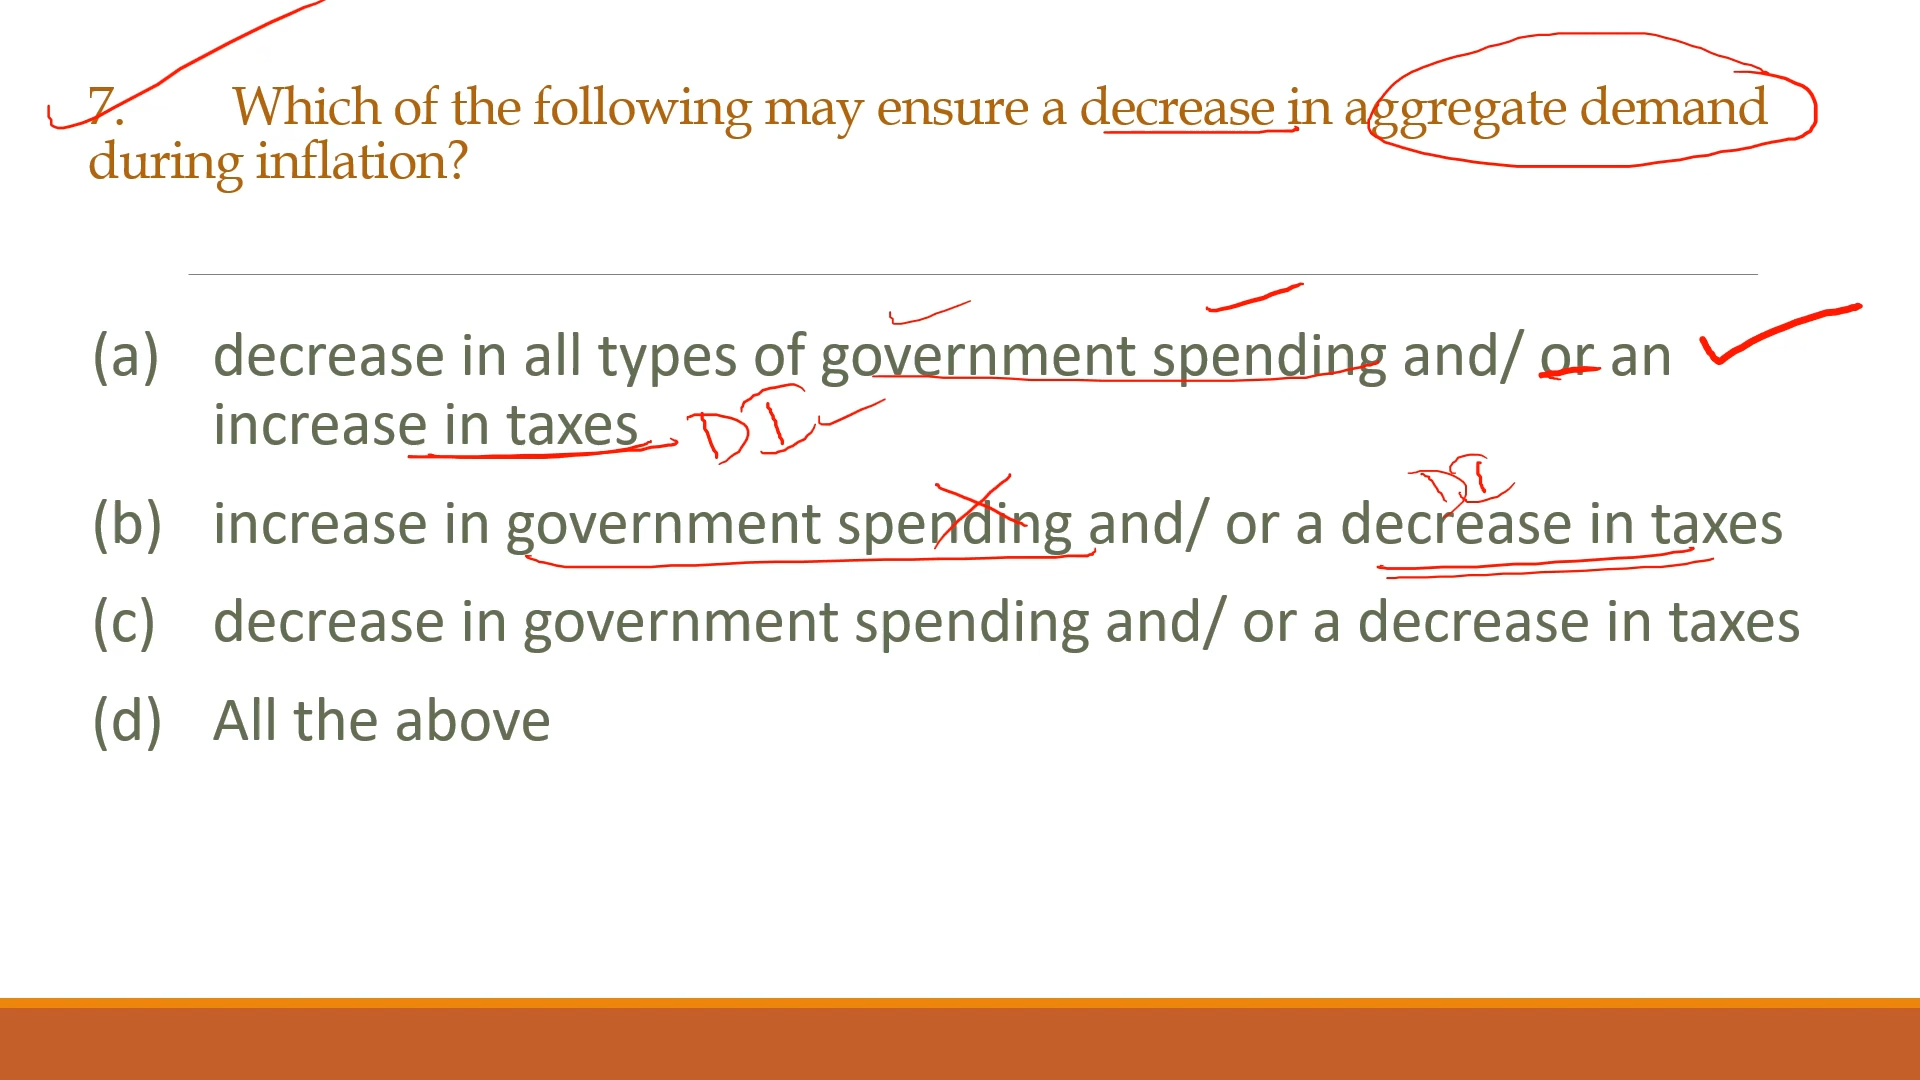 7. Which of the following may ensure a decrease in aggregate demand
during inflation?
(a) decrease in all types of government spending and/ or an
increase in taxes DI
DI
(b) increase in government spending and/ or a decrease in taxes
(c) decrease in government spending and/ or a decrease in taxes
(d) All the above